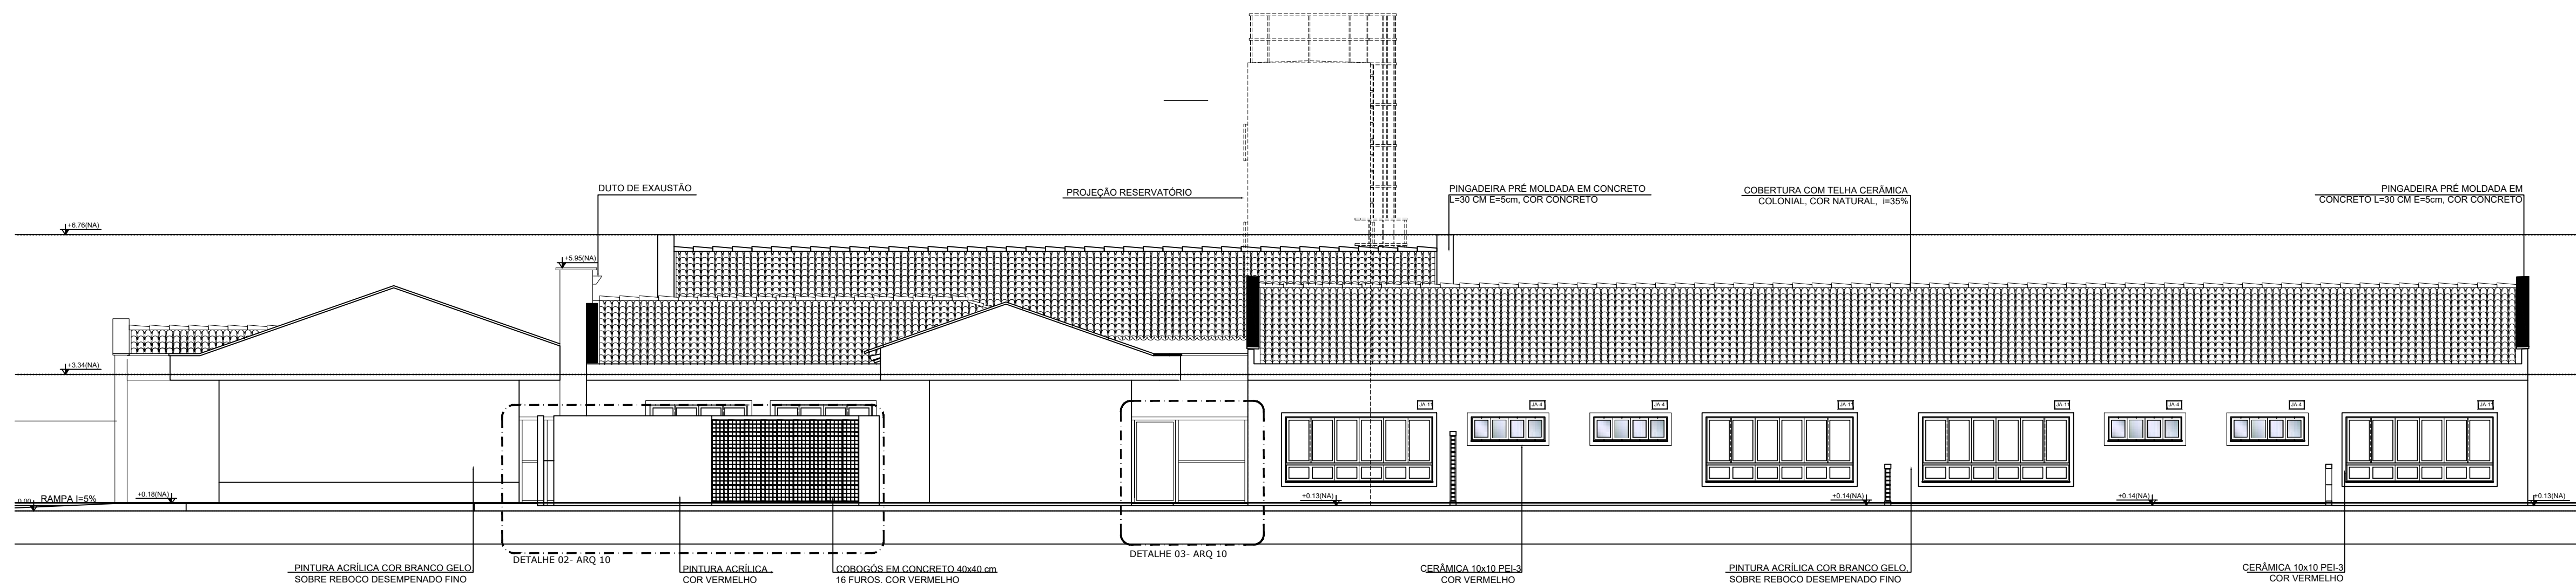 DUTO DE EXAUSTÃO
PROJEÇÃO RESERVATÓRIO
PINGADEIRA PRÉ MOLDADA EM CONCRETO
L=30 CM E=5cm, COR CONCRETO
COBERTURA COM TELHA CERÂMICA
COLONIAL, COR NATURAL, i=35%
PINGADEIRA PRÉ MOLDADA EM
CONCRETO L=30 CM E=5cm, COR CONCRETO
+6.76(NA)
+5.95(NA)
+3.34(NA)
JA-11
JA-4
JA-4
JA-11
JA-11
JA-4
JA-4
JA-11
0.00
RAMPA I=5%
+0.18(NA)
+0.13(NA)
+0.14(NA)
+0.14(NA)
+0.13(NA)
DETALHE 02- ARQ 10
DETALHE 03- ARQ 10
PINTURA ACRÍLICA COR BRANCO GELO
SOBRE REBOCO DESEMPENADO FINO
PINTURA ACRÍLICA
COR VERMELHO
COBOGÓS EM CONCRETO 40x40 cm
16 FUROS. COR VERMELHO
CERÂMICA 10x10 PEI-3
COR VERMELHO
PINTURA ACRÍLICA COR BRANCO GELO,
SOBRE REBOCO DESEMPENADO FINO
CERÂMICA 10x10 PEI-3
COR VERMELHO